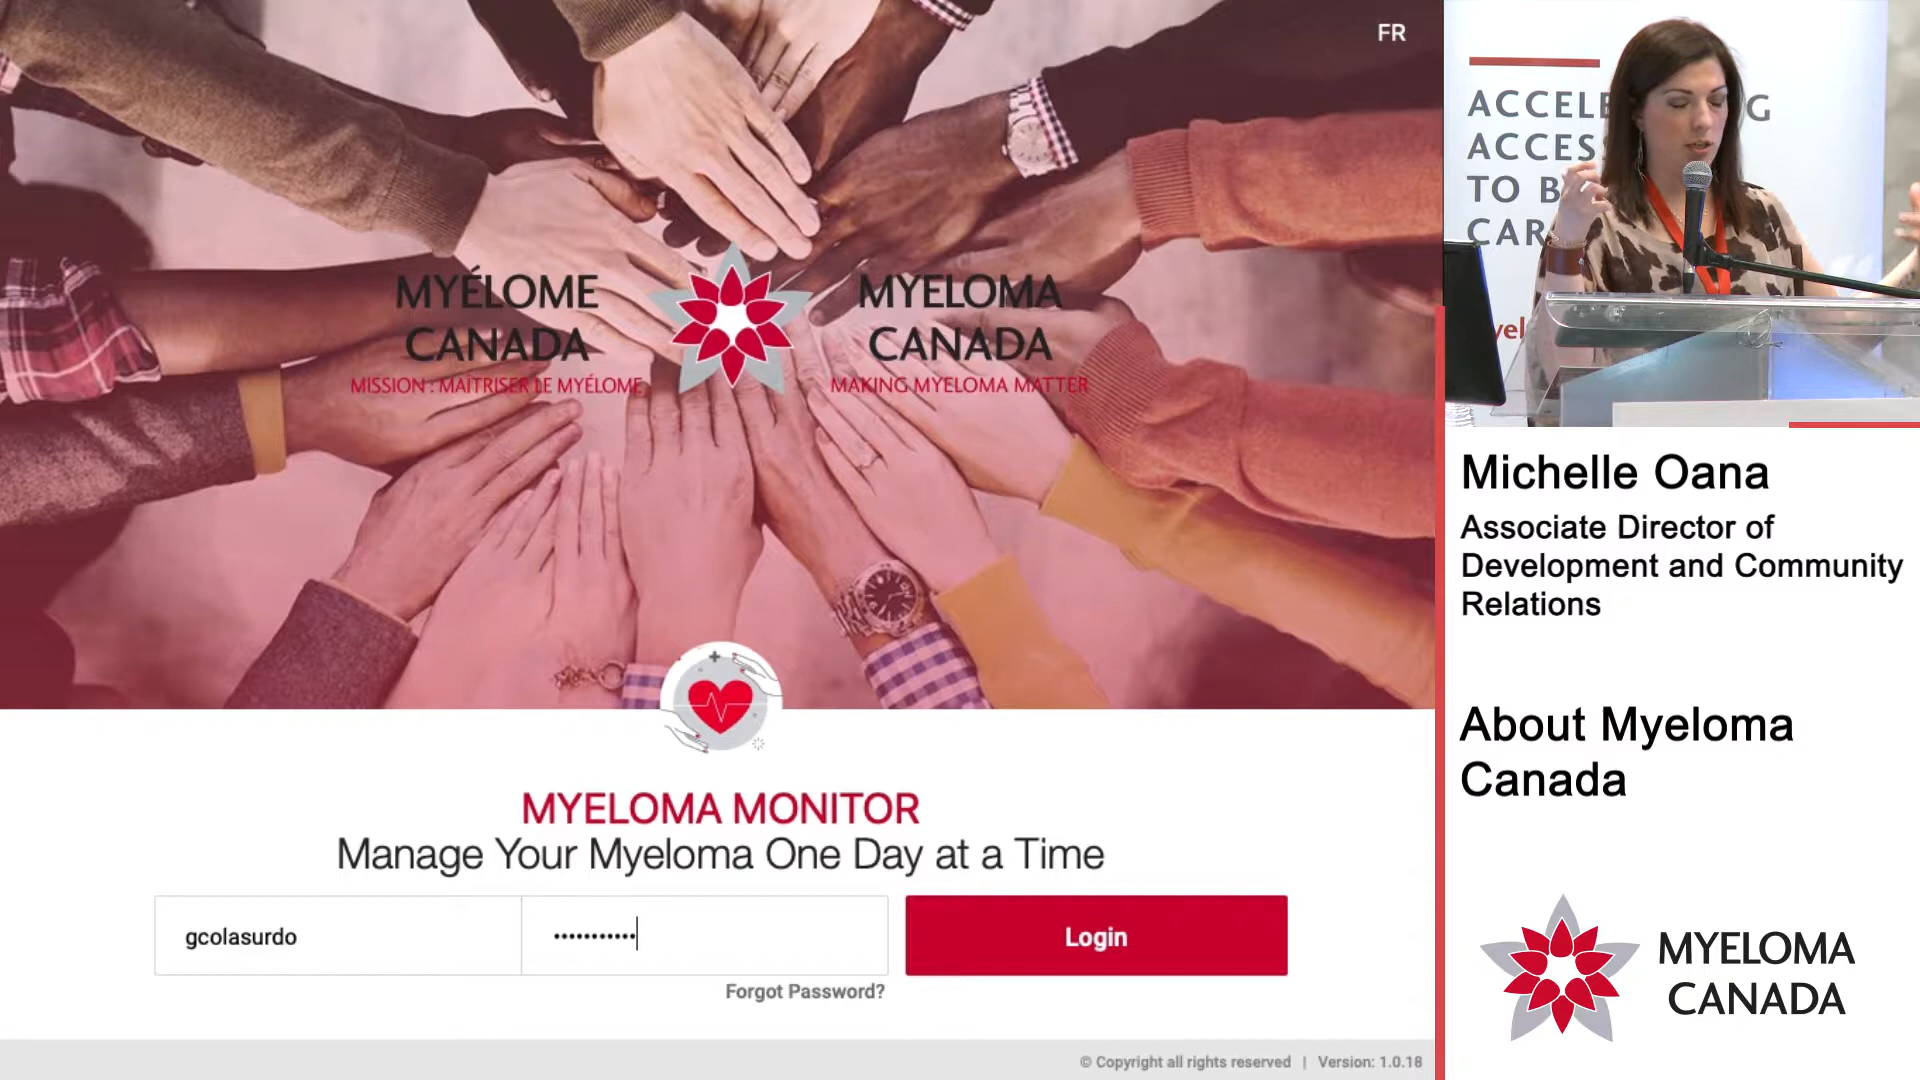 FR
MYÉLOME
CANADA
MISSION : MAÎTRISER LE MYÉLOME
MYELOMA
CANADA
MAKING MYELOMA MATTER
MYELOMA MONITOR
Manage Your Myeloma One Day at a Time
gcolasurdo
•••••••••••
Login
Forgot Password?
© Copyright all rights reserved | Version: 1.0.18
ACCELE G
ACCES
TO B
CAR
yel
Michelle Oana
Associate Director of
Development and Community
Relations
About Myeloma
Canada
MYELOMA
CANADA